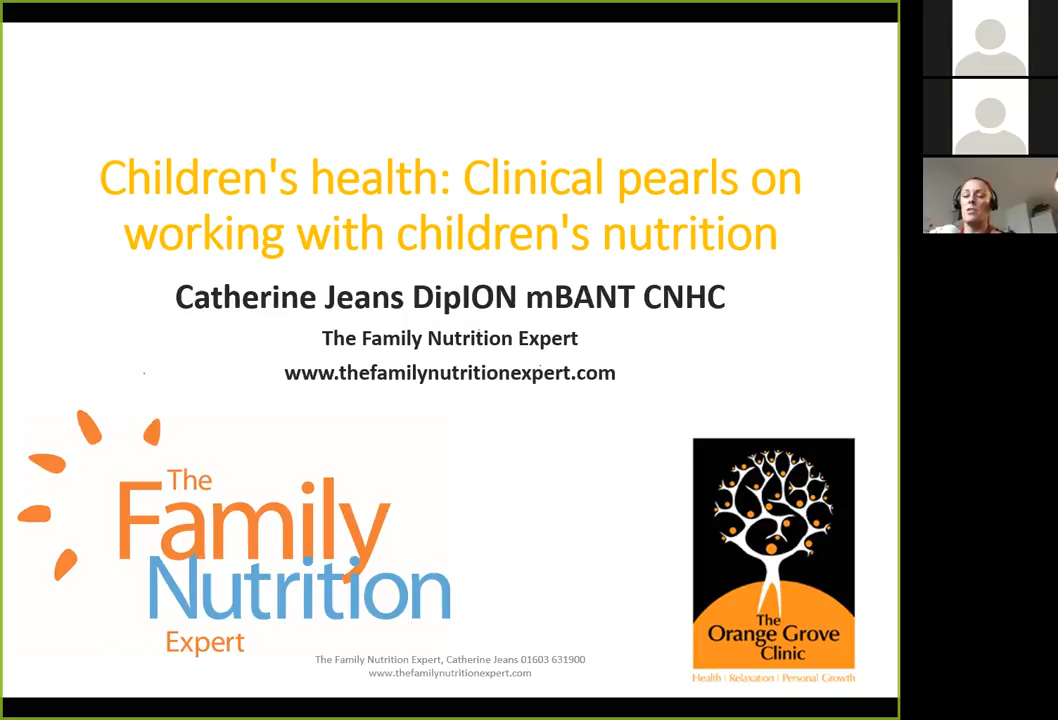 Children's health: Clinical pearls on
working with children's nutrition
Catherine Jeans DipION mBANT CNHC
The Family Nutrition Expert
www.thefamilynutritionexpert.com
The
Family
Nutrition
Expert
The
Orange Grove
Clinic
Health | Relaxation | Personal Growth
The Family Nutrition Expert, Catherine Jeans 01603 631900
www.thefamilynutritionexpert.com